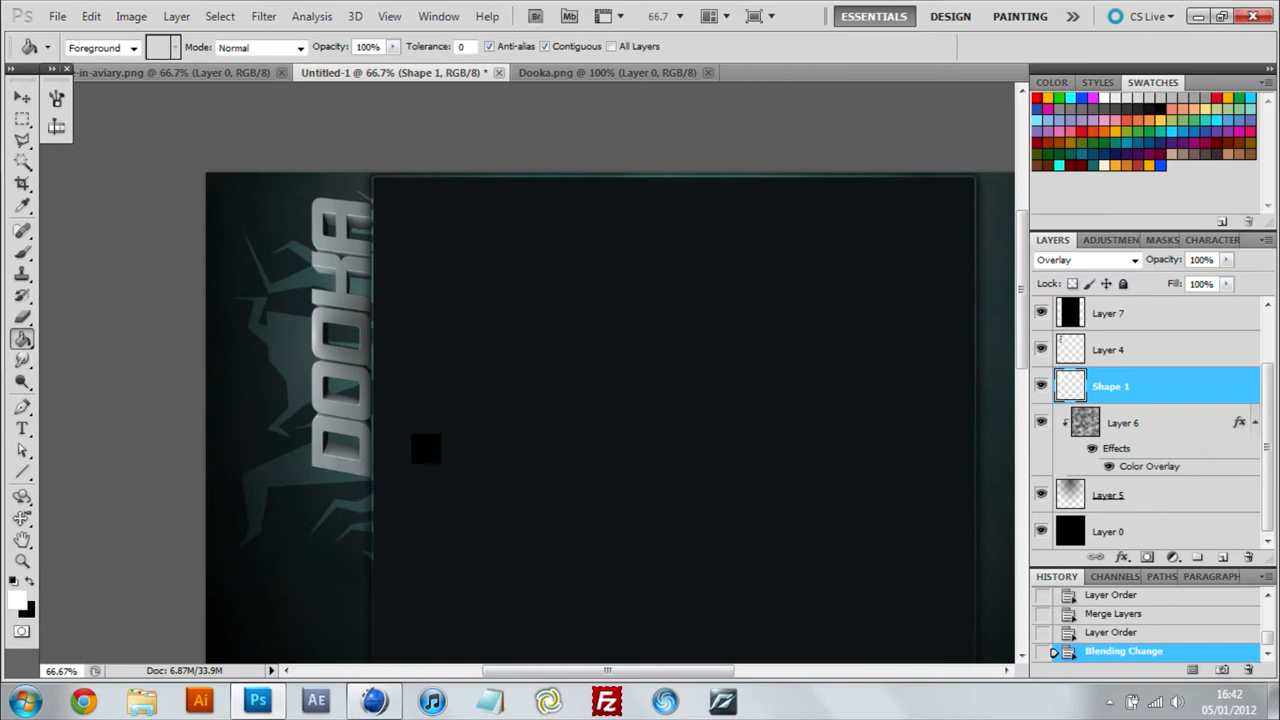 Ps File Edit Image Layer Select Filter Analysis 3D View Window Help Br Mb 66.7 ESSENTIALS DESIGN PAINTING CS Live
Foreground Mode: Normal Opacity: 100% Tolerance: 0 Anti-alias Contiguous All Layers
-in-aviary.png @ 66.7% (Layer 0, RGB/8) Untitled-1 @ 66.7% (Shape 1, RGB/8) * Dooka.png @ 100% (Layer 0, RGB/8)
COLOR STYLES SWATCHES
DOOKA
LAYERS ADJUSTMEN MASKS CHARACTER
Overlay Opacity: 100%
Lock: Fill: 100%
Layer 7
Layer 4
Shape 1
Layer 6 fx
Effects
Color Overlay
Layer 5
Layer 0
HISTORY CHANNELS PATHS PARAGRAPH
Layer Order
Merge Layers
Layer Order
Blending Change
66.67% Doc: 6.87M/33.9M
Ai Ps Ae Fz
16:42
05/01/2012